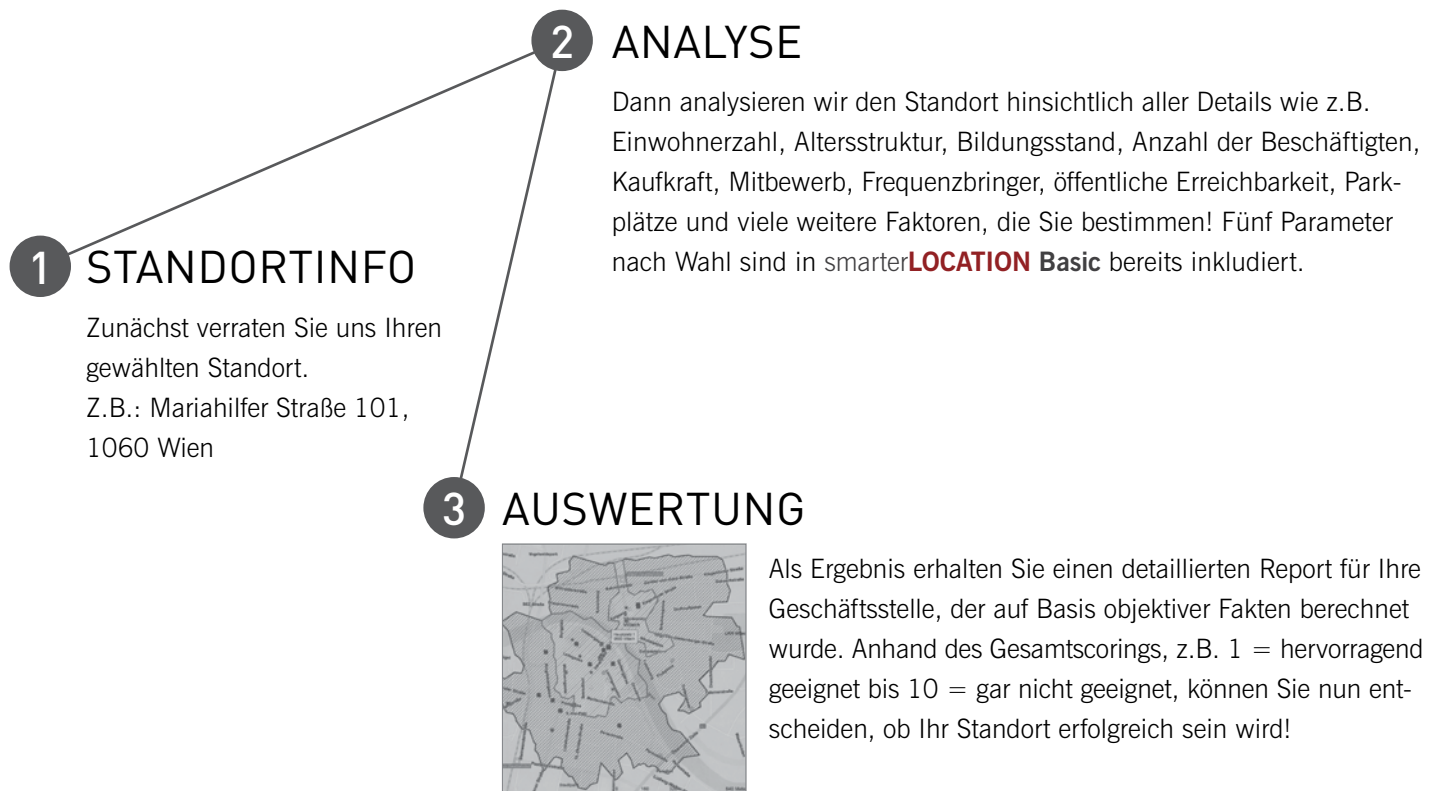 1 STANDORTINFO
Zunächst verraten Sie uns Ihren
gewählten Standort.
Z.B.: Mariahilfer Straße 101,
1060 Wien
2 ANALYSE
Dann analysieren wir den Standort hinsichtlich aller Details wie z.B.
Einwohnerzahl, Altersstruktur, Bildungsstand, Anzahl der Beschäftigten,
Kaufkraft, Mitbewerb, Frequenzbringer, öffentliche Erreichbarkeit, Park-
plätze und viele weitere Faktoren, die Sie bestimmen! Fünf Parameter
nach Wahl sind in smarterLOCATION Basic bereits inkludiert.
3 AUSWERTUNG
Als Ergebnis erhalten Sie einen detaillierten Report für Ihre
Geschäftsstelle, der auf Basis objektiver Fakten berechnet
wurde. Anhand des Gesamtscorings, z.B. 1 = hervorragend
geeignet bis 10 = gar nicht geeignet, können Sie nun ent-
scheiden, ob Ihr Standort erfolgreich sein wird!